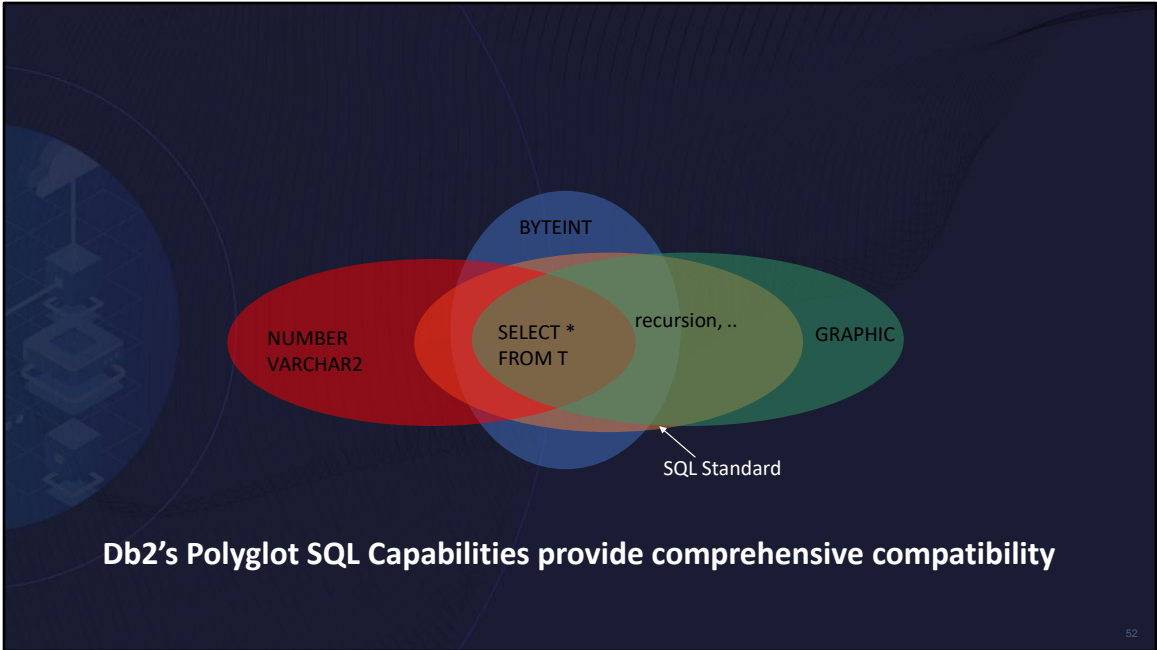 BYTEINT
NUMBER
VARCHAR2
SELECT *
FROM T
recursion, ..
GRAPHIC
SQL Standard
Db2’s Polyglot SQL Capabilities provide comprehensive compatibility
52